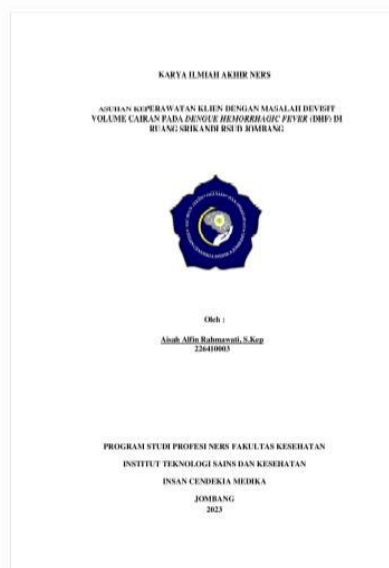 KARYA ILMIAH AKHIR NERS
ASUHAN KEPERAWATAN KLIEN DENGAN MASALAH DEVISIT
VOLUME CAIRAN PADA DENGUE HEMORRHAGIC FEVER (DHF) DI
RUANG SRIKANDI RSUD JOMBANG
Oleh :
Aisah Alfin Rahmawati, S.Kep
226410003
PROGRAM STUDI PROFESI NERS FAKULTAS KESEHATAN
INSTITUT TEKNOLOGI SAINS DAN KESEHATAN
INSAN CENDEKIA MEDIKA
JOMBANG
2023